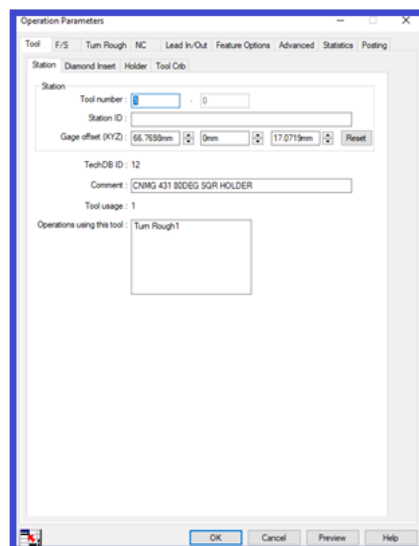 Operation Parameters
Tool F/S Turn Rough NC Lead In/Out Feature Options Advanced Statistics Posting
Station Diamond Insert Holder Tool Crib
Station
Tool number : 1 - 0
Station ID :
Gage offset (XYZ) : 66.7698mm 0mm 17.0719mm Reset
TechDB ID : 12
Comment : CNMG 431 80DEG SQR HOLDER
Tool usage : 1
Operations using this tool : Turn Rough1
OK Cancel Preview Help